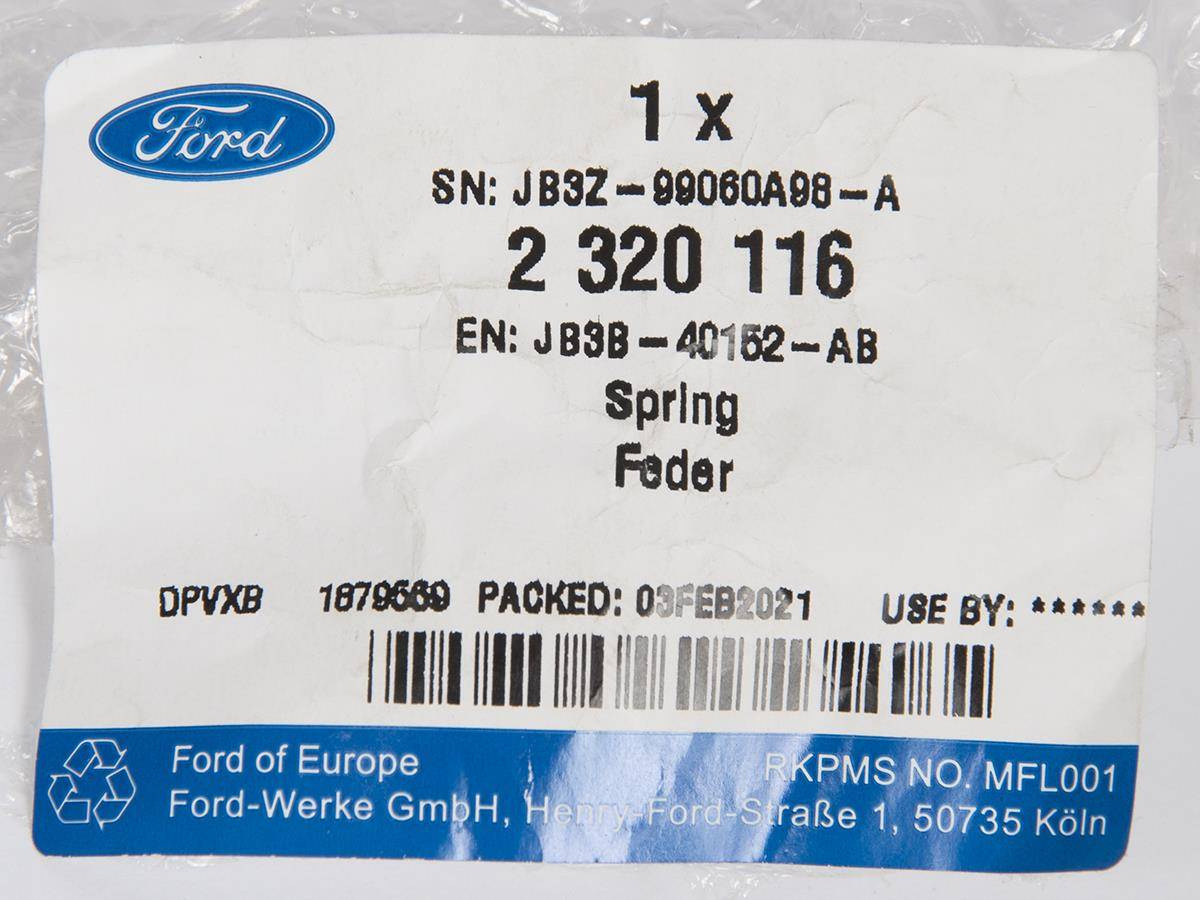 Ford
1 x
SN: JB3Z-99060A98-A
2 320 116
EN: JB3B-40152-AB
Spring
Feder
DPVXB PACKED: 03FEB2021 USE BY: ******
Ford of Europe RKPMS NO. MFL001
Ford-Werke GmbH, Henry-Ford-Straße 1, 50735 Köln